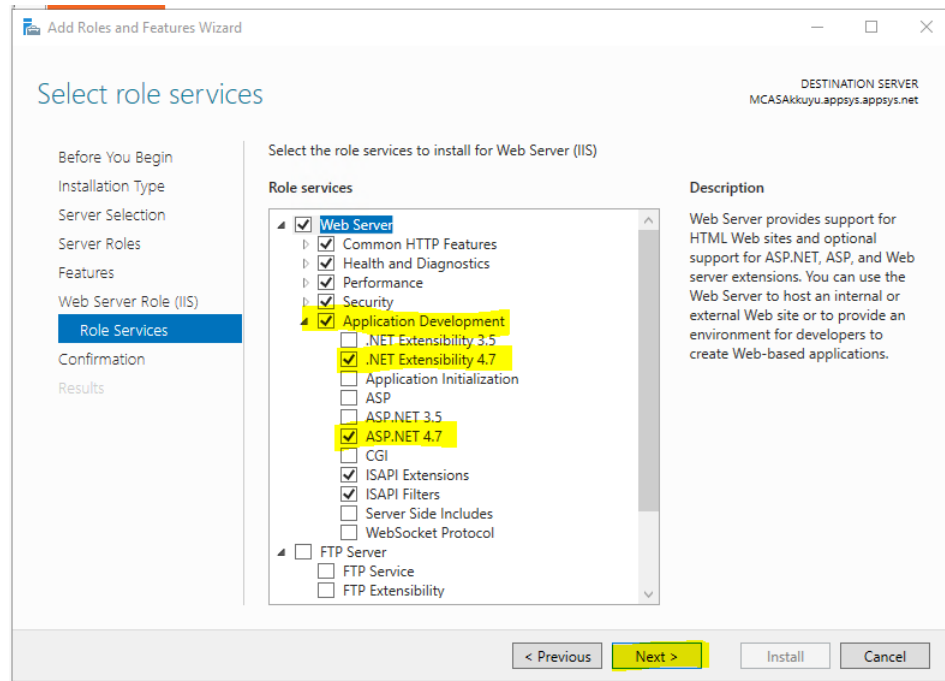 Add Roles and Features Wizard
Select role services
DESTINATION SERVER
MCASAkkuyu.appsys.appsys.net
Before You Begin
Installation Type
Server Selection
Server Roles
Features
Web Server Role (IIS)
Role Services
Confirmation
Results
Select the role services to install for Web Server (IIS)
Role services
Web Server
Common HTTP Features
Health and Diagnostics
Performance
Security
Application Development
.NET Extensibility 3.5
.NET Extensibility 4.7
Application Initialization
ASP
ASP.NET 3.5
ASP.NET 4.7
CGI
ISAPI Extensions
ISAPI Filters
Server Side Includes
WebSocket Protocol
FTP Server
FTP Service
FTP Extensibility
Description
Web Server provides support for
HTML Web sites and optional
support for ASP.NET, ASP, and Web
server extensions. You can use the
Web Server to host an internal or
external Web site or to provide an
environment for developers to
create Web-based applications.
< Previous
Next >
Install
Cancel